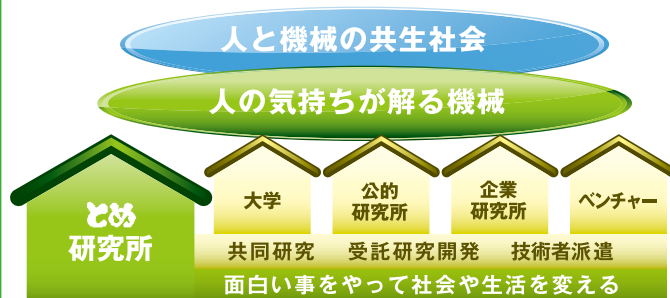 人と機械の共生社会
人の気持ちが解る機械
とめ
研究所
大学
公的
研究所
企業
研究所
ベンチャー
共同研究 受託研究開発 技術者派遣
面白い事をやって社会や生活を変える